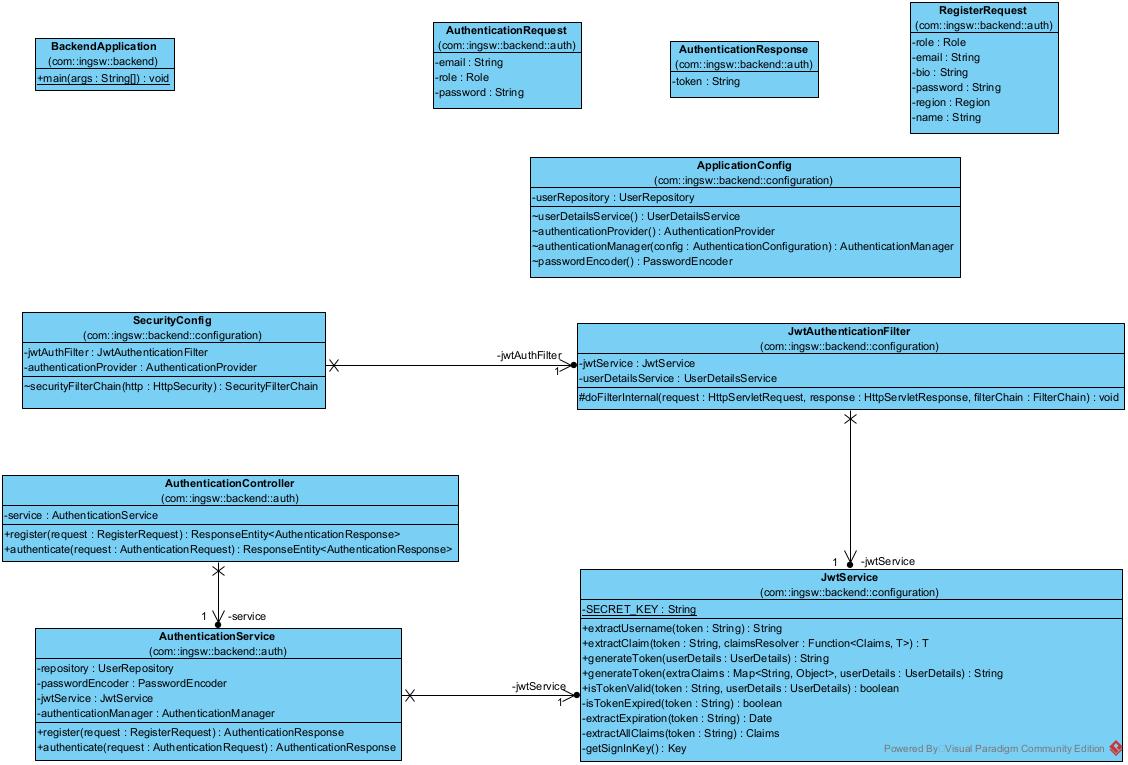 BackendApplication
(com::ingsw::backend)
+main(args : String[]) : void
AuthenticationRequest
(com::ingsw::backend::auth)
-email : String
-role : Role
-password : String
AuthenticationResponse
(com::ingsw::backend::auth)
-token : String
RegisterRequest
(com::ingsw::backend::auth)
-role : Role
-email : String
-bio : String
-password : String
-region : Region
-name : String
ApplicationConfig
(com::ingsw::backend::configuration)
-userRepository : UserRepository
~userDetailsService() : UserDetailsService
~authenticationProvider() : AuthenticationProvider
~authenticationManager(config : AuthenticationConfiguration) : AuthenticationManager
~passwordEncoder() : PasswordEncoder
SecurityConfig
(com::ingsw::backend::configuration)
-jwtAuthFilter : JwtAuthenticationFilter
-authenticationProvider : AuthenticationProvider
~securityFilterChain(http : HttpSecurity) : SecurityFilterChain
-jwtAuthFilter
1
JwtAuthenticationFilter
(com::ingsw::backend::configuration)
-jwtService : JwtService
-userDetailsService : UserDetailsService
#doFilterInternal(request : HttpServletRequest, response : HttpServletResponse, filterChain : FilterChain) : void
AuthenticationController
(com::ingsw::backend::auth)
-service : AuthenticationService
+register(request : RegisterRequest) : ResponseEntity<AuthenticationResponse>
+authenticate(request : AuthenticationRequest) : ResponseEntity<AuthenticationResponse>
1 -service
1 -jwtService
AuthenticationService
(com::ingsw::backend::auth)
-repository : UserRepository
-passwordEncoder : PasswordEncoder
-jwtService : JwtService
-authenticationManager : AuthenticationManager
+register(request : RegisterRequest) : AuthenticationResponse
+authenticate(request : AuthenticationRequest) : AuthenticationResponse
-jwtService
1
JwtService
(com::ingsw::backend::configuration)
-SECRET_KEY : String
+extractUsername(token : String) : String
+extractClaim(token : String, claimsResolver : Function<Claims, T>) : T
+generateToken(userDetails : UserDetails) : String
+generateToken(extraClaims : Map<String, Object>, userDetails : UserDetails) : String
+isTokenValid(token : String, userDetails : UserDetails) : boolean
-isTokenExpired(token : String) : boolean
-extractExpiration(token : String) : Date
-extractAllClaims(token : String) : Claims
-getSignInKey() : Key
Powered By Visual Paradigm Community Edition